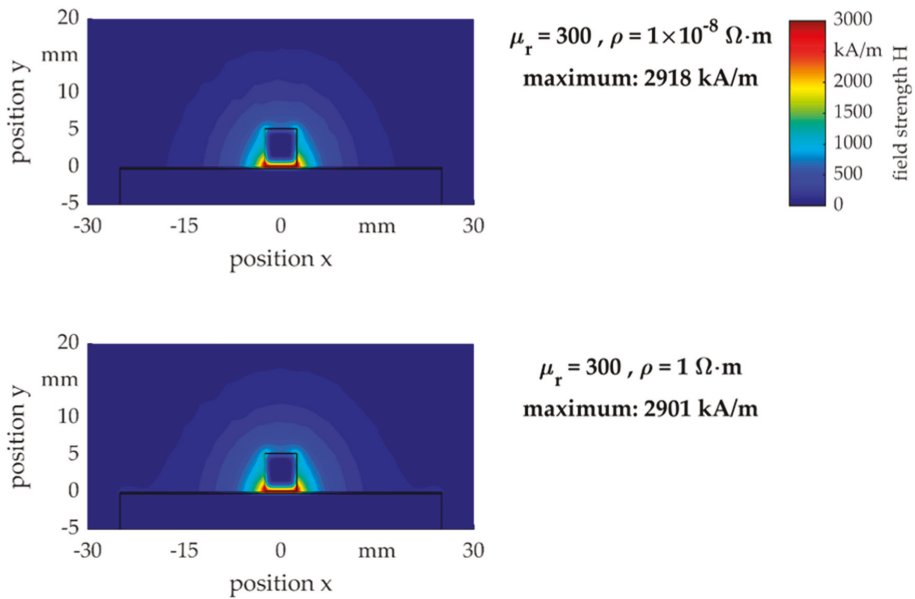 20
mm
10
5
0
-5
position y
-30 -15 0 mm 30
position x
μr = 300 , ρ = 1×10⁻⁸ Ω·m
maximum: 2918 kA/m
3000
kA/m
2000
1500
1000
500
0
field strength H
20
mm
10
5
0
-5
position y
-30 -15 0 mm 30
position x
μr = 300 , ρ = 1 Ω·m
maximum: 2901 kA/m